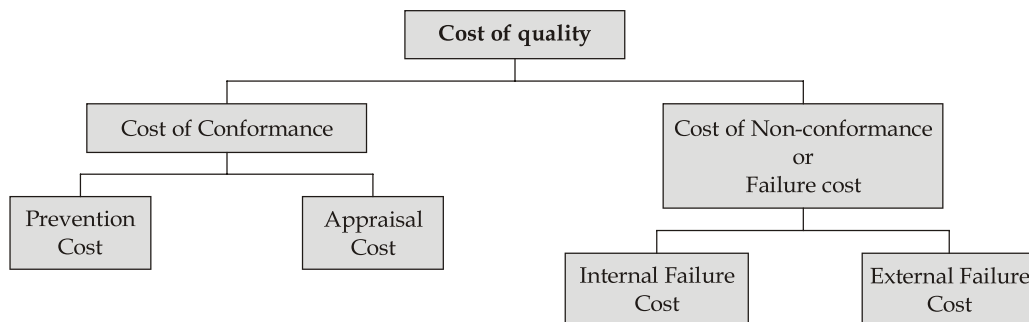 Cost of quality
Cost of Conformance
Cost of Non-conformance
or
Failure cost
Prevention
Cost
Appraisal
Cost
Internal Failure
Cost
External Failure
Cost